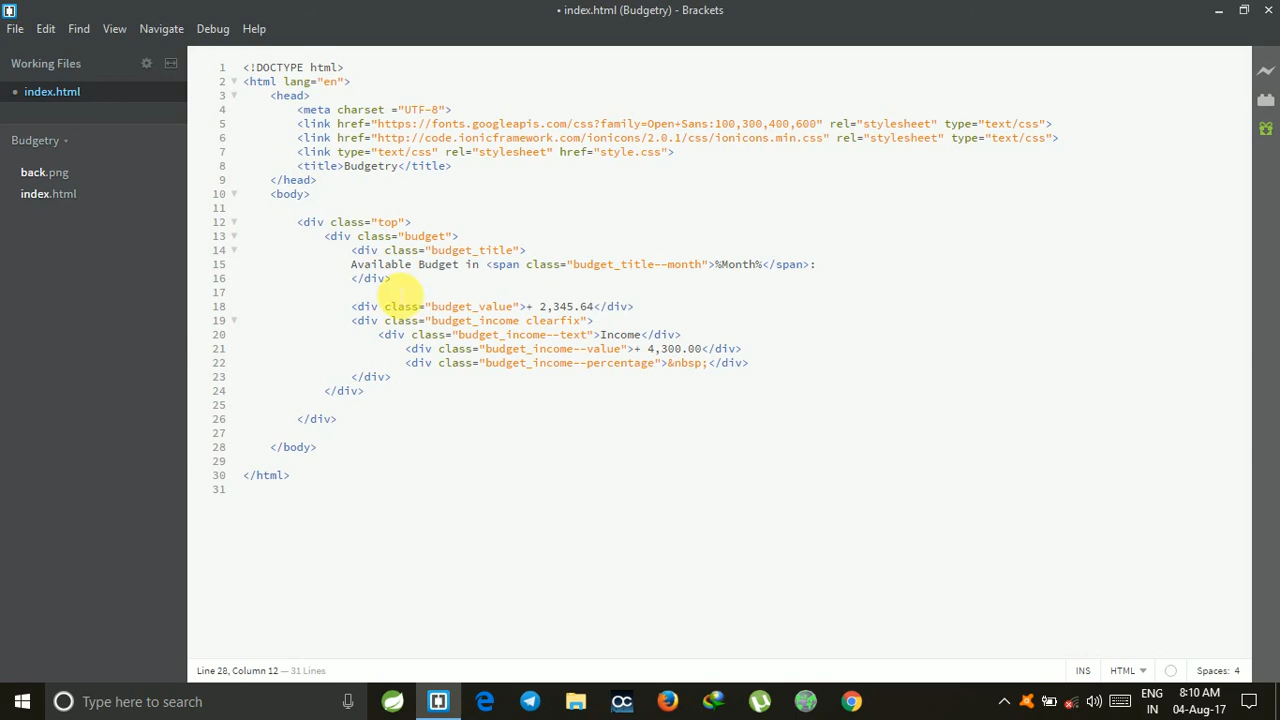 • index.html (Budgetry) - Brackets
File Edit Find View Navigate Debug Help
Working Files
• index.html
Budgetry
back.png
index.html
1 <!DOCTYPE html>
2 <html lang="en">
3 <head>
4 <meta charset ="UTF-8">
5 <link href="https://fonts.googleapis.com/css?family=Open+Sans:100,300,400,600" rel="stylesheet" type="text/css">
6 <link href="http://code.ionicframework.com/ionicons/2.0.1/css/ionicons.min.css" rel="stylesheet" type="text/css">
7 <link type="text/css" rel="stylesheet" href="style.css">
8 <title>Budgetry</title>
9 </head>
10 <body>
11
12 <div class="top">
13 <div class="budget">
14 <div class="budget_title">
15 Available Budget in <span class="budget_title--month">%Month%</span>:
16 </div>
17
18 <div class="budget_value">+ 2,345.64</div>
19 <div class="budget_income clearfix">
20 <div class="budget_income--text">Income</div>
21 <div class="budget_income--value">+ 4,300.00</div>
22 <div class="budget_income--percentage">&nbsp;</div>
23 </div>
24 </div>
25
26 </div>
27
28 </body>
29
30 </html>
31
Line 28, Column 12 — 31 Lines
INS HTML Spaces: 4
Type here to search
ENG
IN
8:10 AM
04-Aug-17